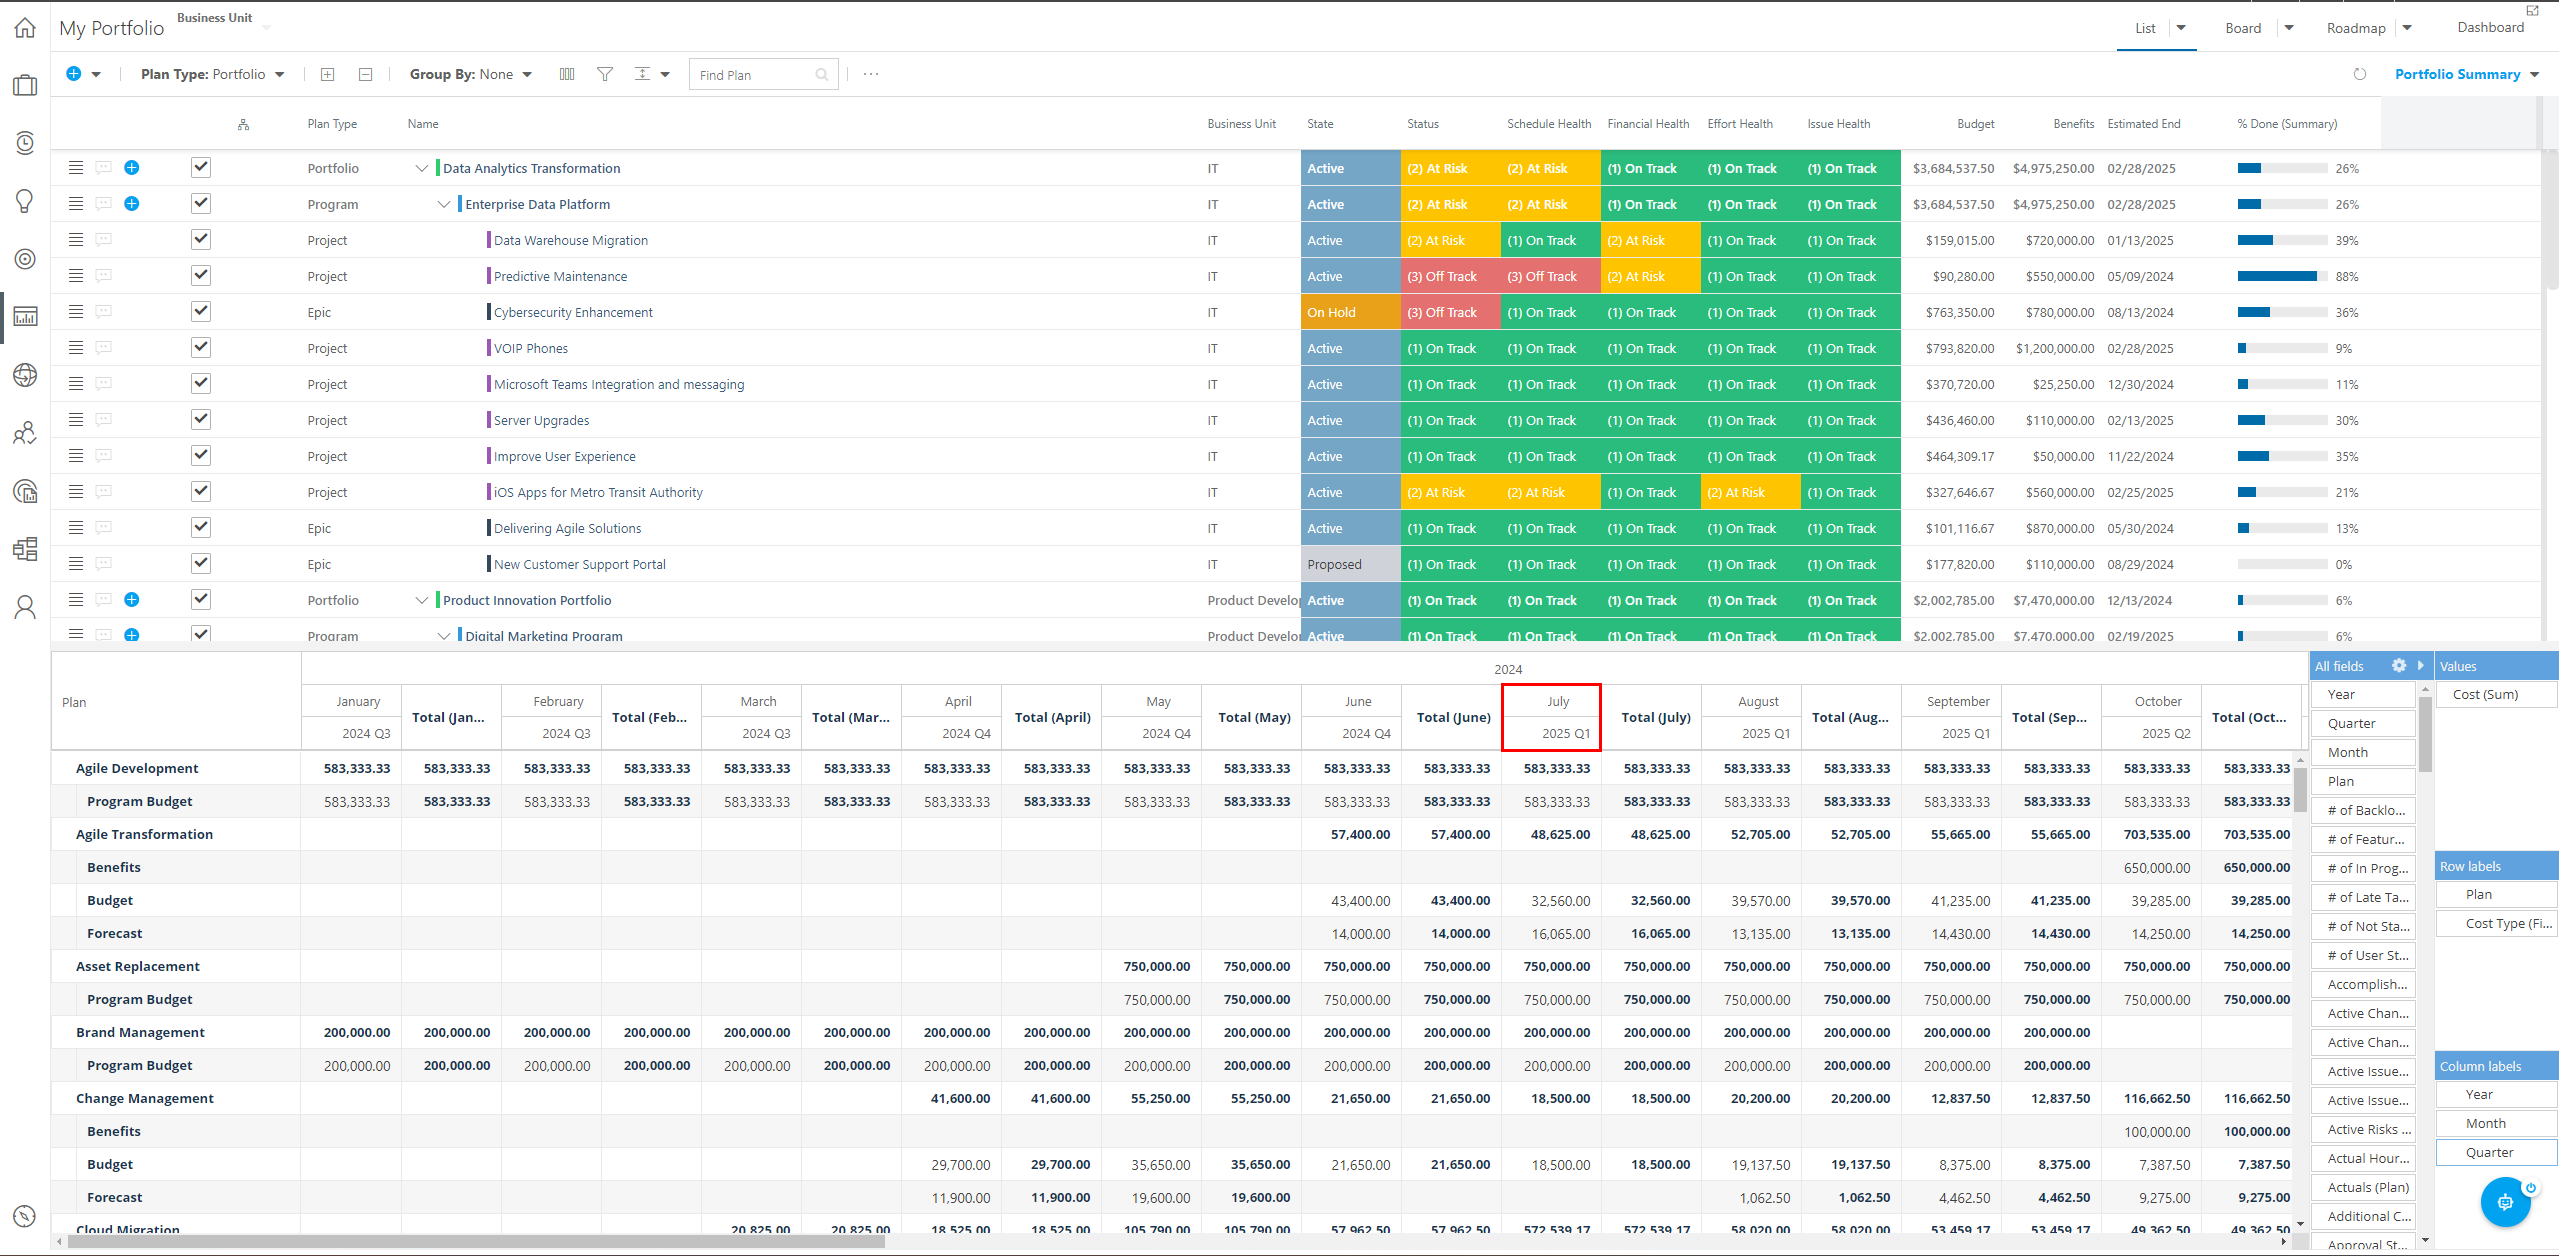 My Portfolio
Business Unit
List
Board
Roadmap
Dashboard
Plan Type: Portfolio
Group By: None
Find Plan
Portfolio Summary
Plan Type Name Business Unit State Status Schedule Health Financial Health Effort Health Issue Health Budget Benefits Estimated End % Done (Summary)
Portfolio Data Analytics Transformation IT Active (2) At Risk (2) At Risk (1) On Track (1) On Track (1) On Track $3,684,537.50 $4,975,250.00 02/28/2025 26%
Program Enterprise Data Platform IT Active (2) At Risk (2) At Risk (1) On Track (1) On Track (1) On Track $3,684,537.50 $4,975,250.00 02/28/2025 26%
Project Data Warehouse Migration IT Active (2) At Risk (1) On Track (2) At Risk (1) On Track (1) On Track $159,015.00 $720,000.00 01/13/2025 39%
Project Predictive Maintenance IT Active (3) Off Track (3) Off Track (2) At Risk (1) On Track (1) On Track $90,280.00 $550,000.00 05/09/2024 88%
Epic Cybersecurity Enhancement IT On Hold (3) Off Track (1) On Track (1) On Track (1) On Track (1) On Track $763,350.00 $780,000.00 08/13/2024 36%
Project VOIP Phones IT Active (1) On Track (1) On Track (1) On Track (1) On Track (1) On Track $793,820.00 $1,200,000.00 02/28/2025 9%
Project Microsoft Teams Integration and messaging IT Active (1) On Track (1) On Track (1) On Track (1) On Track (1) On Track $370,720.00 $25,250.00 12/30/2024 11%
Project Server Upgrades IT Active (1) On Track (1) On Track (1) On Track (1) On Track (1) On Track $436,460.00 $110,000.00 02/13/2025 30%
Project Improve User Experience IT Active (1) On Track (1) On Track (1) On Track (1) On Track (1) On Track $464,309.17 $50,000.00 11/22/2024 35%
Project iOS Apps for Metro Transit Authority IT Active (2) At Risk (2) At Risk (1) On Track (2) At Risk (1) On Track $327,646.67 $560,000.00 02/25/2025 21%
Epic Delivering Agile Solutions IT Active (1) On Track (1) On Track (1) On Track (1) On Track (1) On Track $101,116.67 $870,000.00 05/30/2024 13%
Epic New Customer Support Portal IT Proposed (1) On Track (1) On Track (1) On Track (1) On Track (1) On Track $177,820.00 $110,000.00 08/29/2024 0%
Portfolio Product Innovation Portfolio Product Develo Active (1) On Track (1) On Track (1) On Track (1) On Track (1) On Track $2,002,785.00 $7,470,000.00 12/13/2024 6%
Program Digital Marketing Program Product Develo Active (1) On Track (1) On Track (1) On Track (1) On Track (1) On Track $2,002,785.00 $7,470,000.00 02/19/2025 6%
2024
Plan
January Total (Jan... February Total (Feb... March Total (Mar... April Total (April) May Total (May) June Total (June) July Total (July) August Total (Aug... September Total (Sep... October Total (Oct...
2024 Q3 2024 Q3 2024 Q3 2024 Q4 2024 Q4 2024 Q4 2025 Q1 2025 Q1 2025 Q1 2025 Q2
Agile Development 583,333.33 583,333.33 583,333.33 583,333.33 583,333.33 583,333.33 583,333.33 583,333.33 583,333.33 583,333.33 583,333.33 583,333.33 583,333.33 583,333.33 583,333.33 583,333.33 583,333.33 583,333.33 583,333.33 583,333.33
Program Budget 583,333.33 583,333.33 583,333.33 583,333.33 583,333.33 583,333.33 583,333.33 583,333.33 583,333.33 583,333.33 583,333.33 583,333.33 583,333.33 583,333.33 583,333.33 583,333.33 583,333.33 583,333.33 583,333.33 583,333.33
Agile Transformation 57,400.00 57,400.00 48,625.00 48,625.00 52,705.00 52,705.00 55,665.00 55,665.00 703,535.00 703,535.00
Benefits 650,000.00 650,000.00
Budget 43,400.00 43,400.00 32,560.00 32,560.00 39,570.00 39,570.00 41,235.00 41,235.00 39,285.00 39,285.00
Forecast 14,000.00 14,000.00 16,065.00 16,065.00 13,135.00 13,135.00 14,430.00 14,430.00 14,250.00 14,250.00
Asset Replacement 750,000.00 750,000.00 750,000.00 750,000.00 750,000.00 750,000.00 750,000.00 750,000.00 750,000.00 750,000.00 750,000.00 750,000.00
Program Budget 750,000.00 750,000.00 750,000.00 750,000.00 750,000.00 750,000.00 750,000.00 750,000.00 750,000.00 750,000.00 750,000.00 750,000.00
Brand Management 200,000.00 200,000.00 200,000.00 200,000.00 200,000.00 200,000.00 200,000.00 200,000.00 200,000.00 200,000.00 200,000.00 200,000.00 200,000.00 200,000.00 200,000.00 200,000.00 200,000.00 200,000.00
Program Budget 200,000.00 200,000.00 200,000.00 200,000.00 200,000.00 200,000.00 200,000.00 200,000.00 200,000.00 200,000.00 200,000.00 200,000.00 200,000.00 200,000.00 200,000.00 200,000.00 200,000.00 200,000.00
Change Management 41,600.00 41,600.00 55,250.00 55,250.00 21,650.00 21,650.00 18,500.00 18,500.00 20,200.00 20,200.00 12,837.50 12,837.50 116,662.50 116,662.50
Benefits 100,000.00 100,000.00
Budget 29,700.00 29,700.00 35,650.00 35,650.00 21,650.00 21,650.00 18,500.00 18,500.00 19,137.50 19,137.50 8,375.00 8,375.00 7,387.50 7,387.50
Forecast 11,900.00 11,900.00 19,600.00 19,600.00 1,062.50 1,062.50 4,462.50 4,462.50 9,275.00 9,275.00
Cloud Migration 20,825.00 20,825.00 18,525.00 18,525.00 105,790.00 105,790.00 57,962.50 57,962.50 572,539.17 572,539.17 58,020.00 58,020.00 53,459.17 53,459.17 49,362.50 49,362.50
All fields
Year
Quarter
Month
Plan
# of Backlo...
# of Featur...
# of In Prog...
# of Late Ta...
# of Not Sta...
# of User St...
Accomplish...
Active Chan...
Active Chan...
Active Issue...
Active Issue...
Active Risks ...
Actual Hour...
Actuals (Plan)
Additional C...
Approval St...
Values
Cost (Sum)
Row labels
Plan
Cost Type (Fi...
Column labels
Year
Month
Quarter